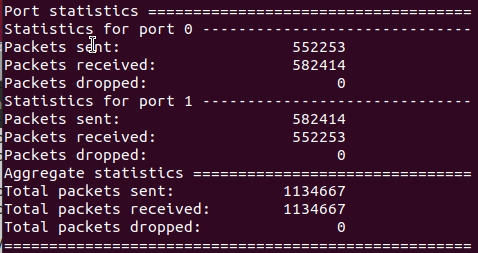 Port statistics ====================================
Statistics for port 0 ------------------------------
Packets sent: 552253
Packets received: 582414
Packets dropped: 0
Statistics for port 1 ------------------------------
Packets sent: 582414
Packets received: 552253
Packets dropped: 0
Aggregate statistics ===============================
Total packets sent: 1134667
Total packets received: 1134667
Total packets dropped: 0
====================================================